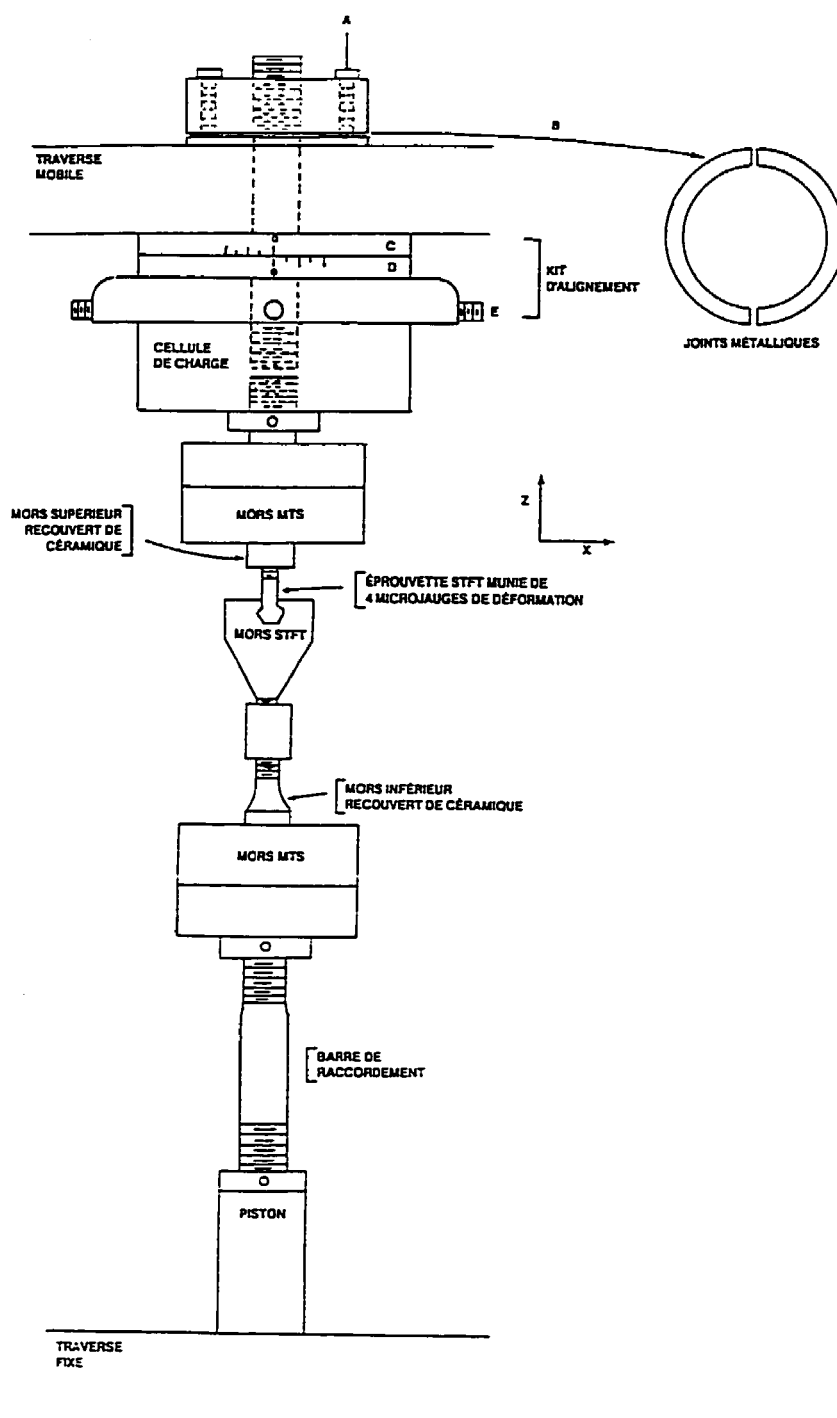 A
B
TRAVERSE
MOBILE
C
D
KIT
D'ALIGNEMENT
E
CELLULE
DE CHARGE
JOINTS MÉTALLIQUES
MORS SUPERIEUR
RECOUVERT DE
CÉRAMIQUE
MORS MTS
Z
X
ÉPROUVETTE STFT MUNIE DE
4 MICROJAUGES DE DÉFORMATION
MORS STFT
MORS INFÉRIEUR
RECOUVERT DE CÉRAMIQUE
MORS MTS
BARRE DE
RACCORDEMENT
PISTON
TRAVERSE
FIXE